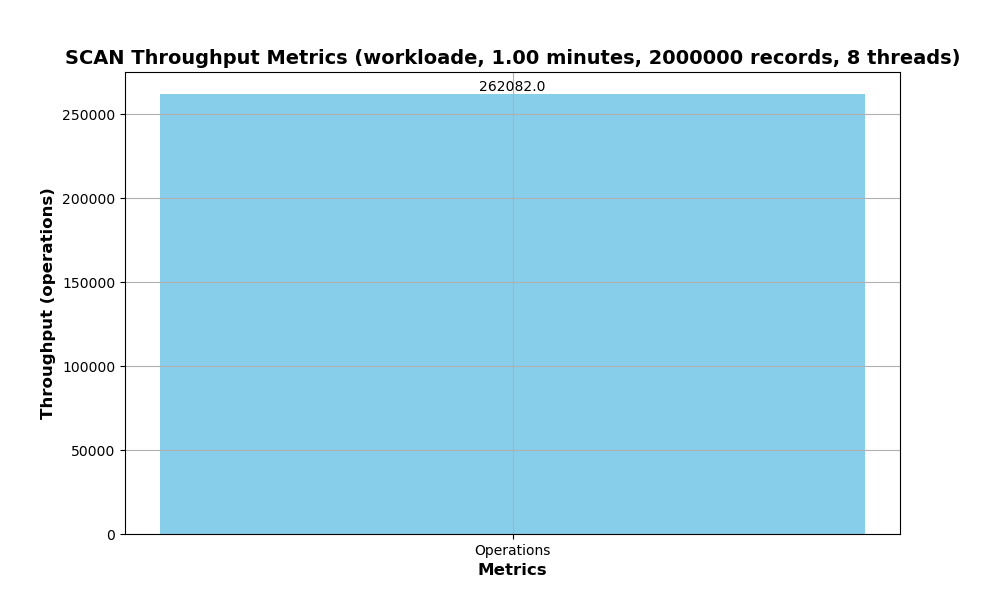 SCAN Throughput Metrics (workloade, 1.00 minutes, 2000000 records, 8 threads)
262082.0
250000
200000
150000
100000
50000
0
Throughput (operations)
Operations
Metrics